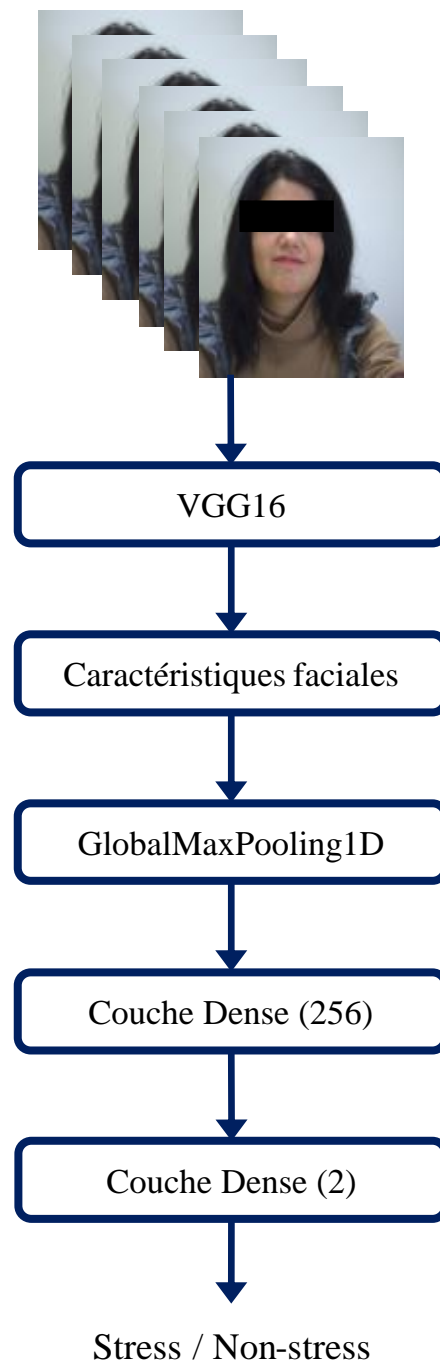 VGG16
Caractéristiques faciales
GlobalMaxPooling1D
Couche Dense (256)
Couche Dense (2)
Stress / Non-stress